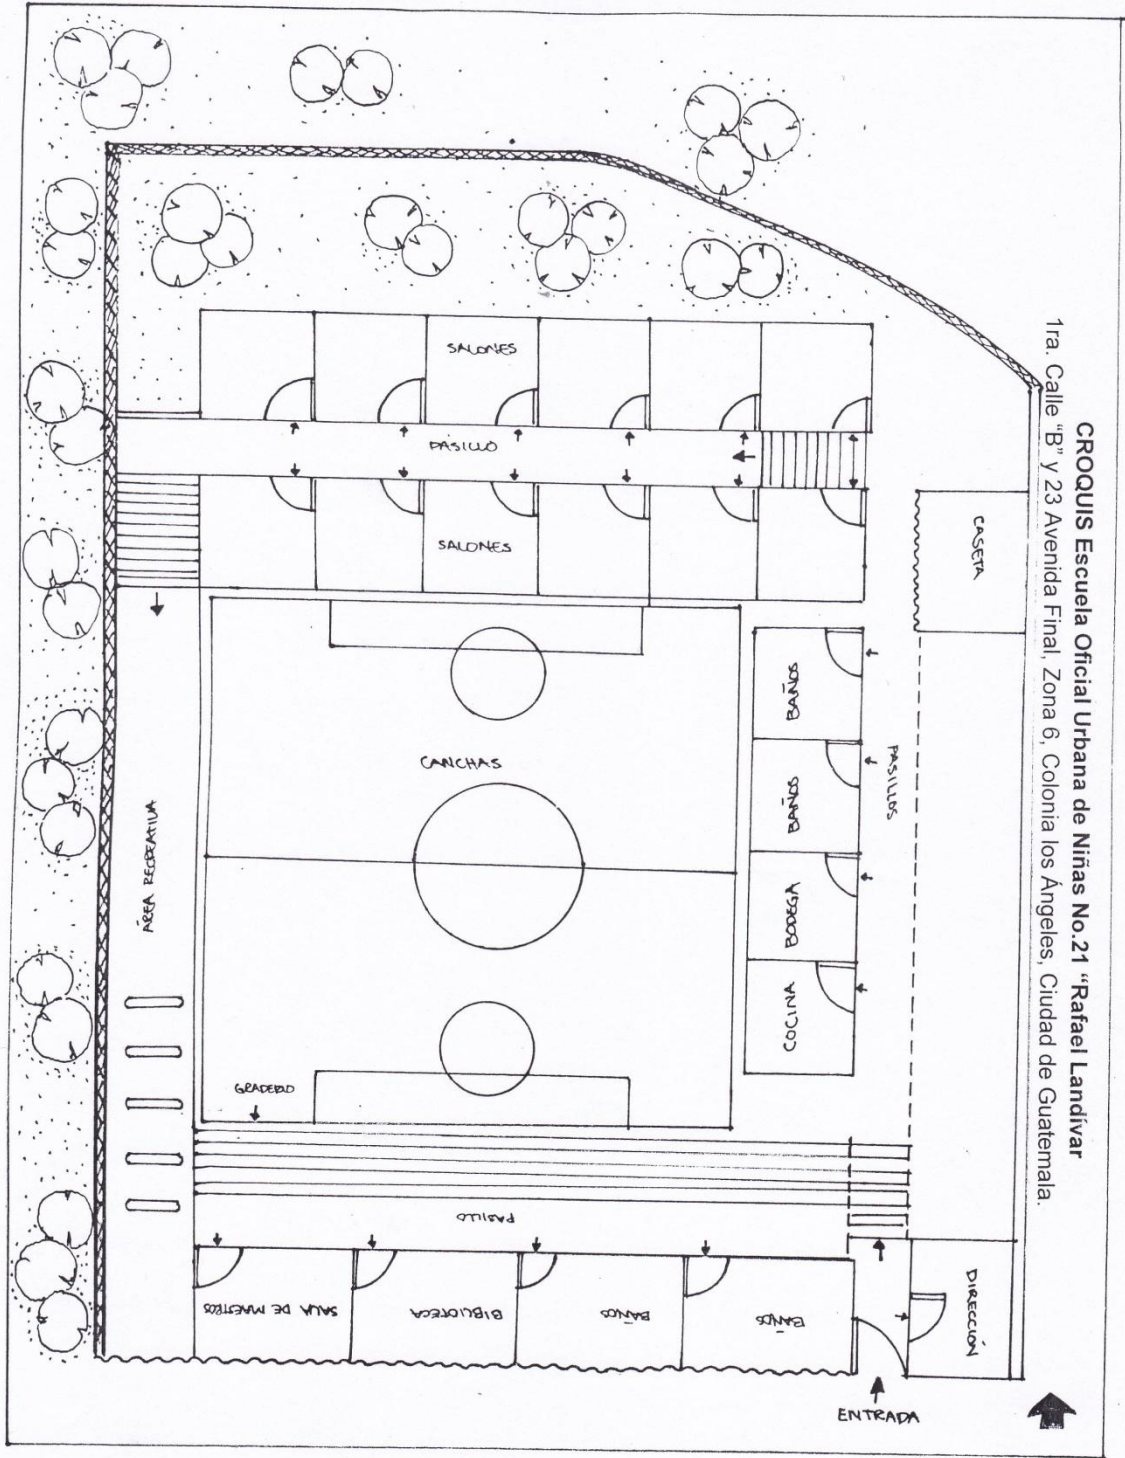 CROQUIS Escuela Oficial Urbana de Niñas No.21 “Rafael Landívar
1ra. Calle “B” y 23 Avenida Final, Zona 6, Colonia los Ángeles, Ciudad de Guatemala.
SALONES
PASILLO
SALONES
CASETA
CANCHAS
BAÑOS
BAÑOS
BODEGA
COCINA
PASILLOS
ÁREA RECREATIVA
GRADERIO
PASILLO
SALA DE MAESTROS
BIBLIOTECA
BAÑOS
BAÑOS
DIRECCIÓN
ENTRADA